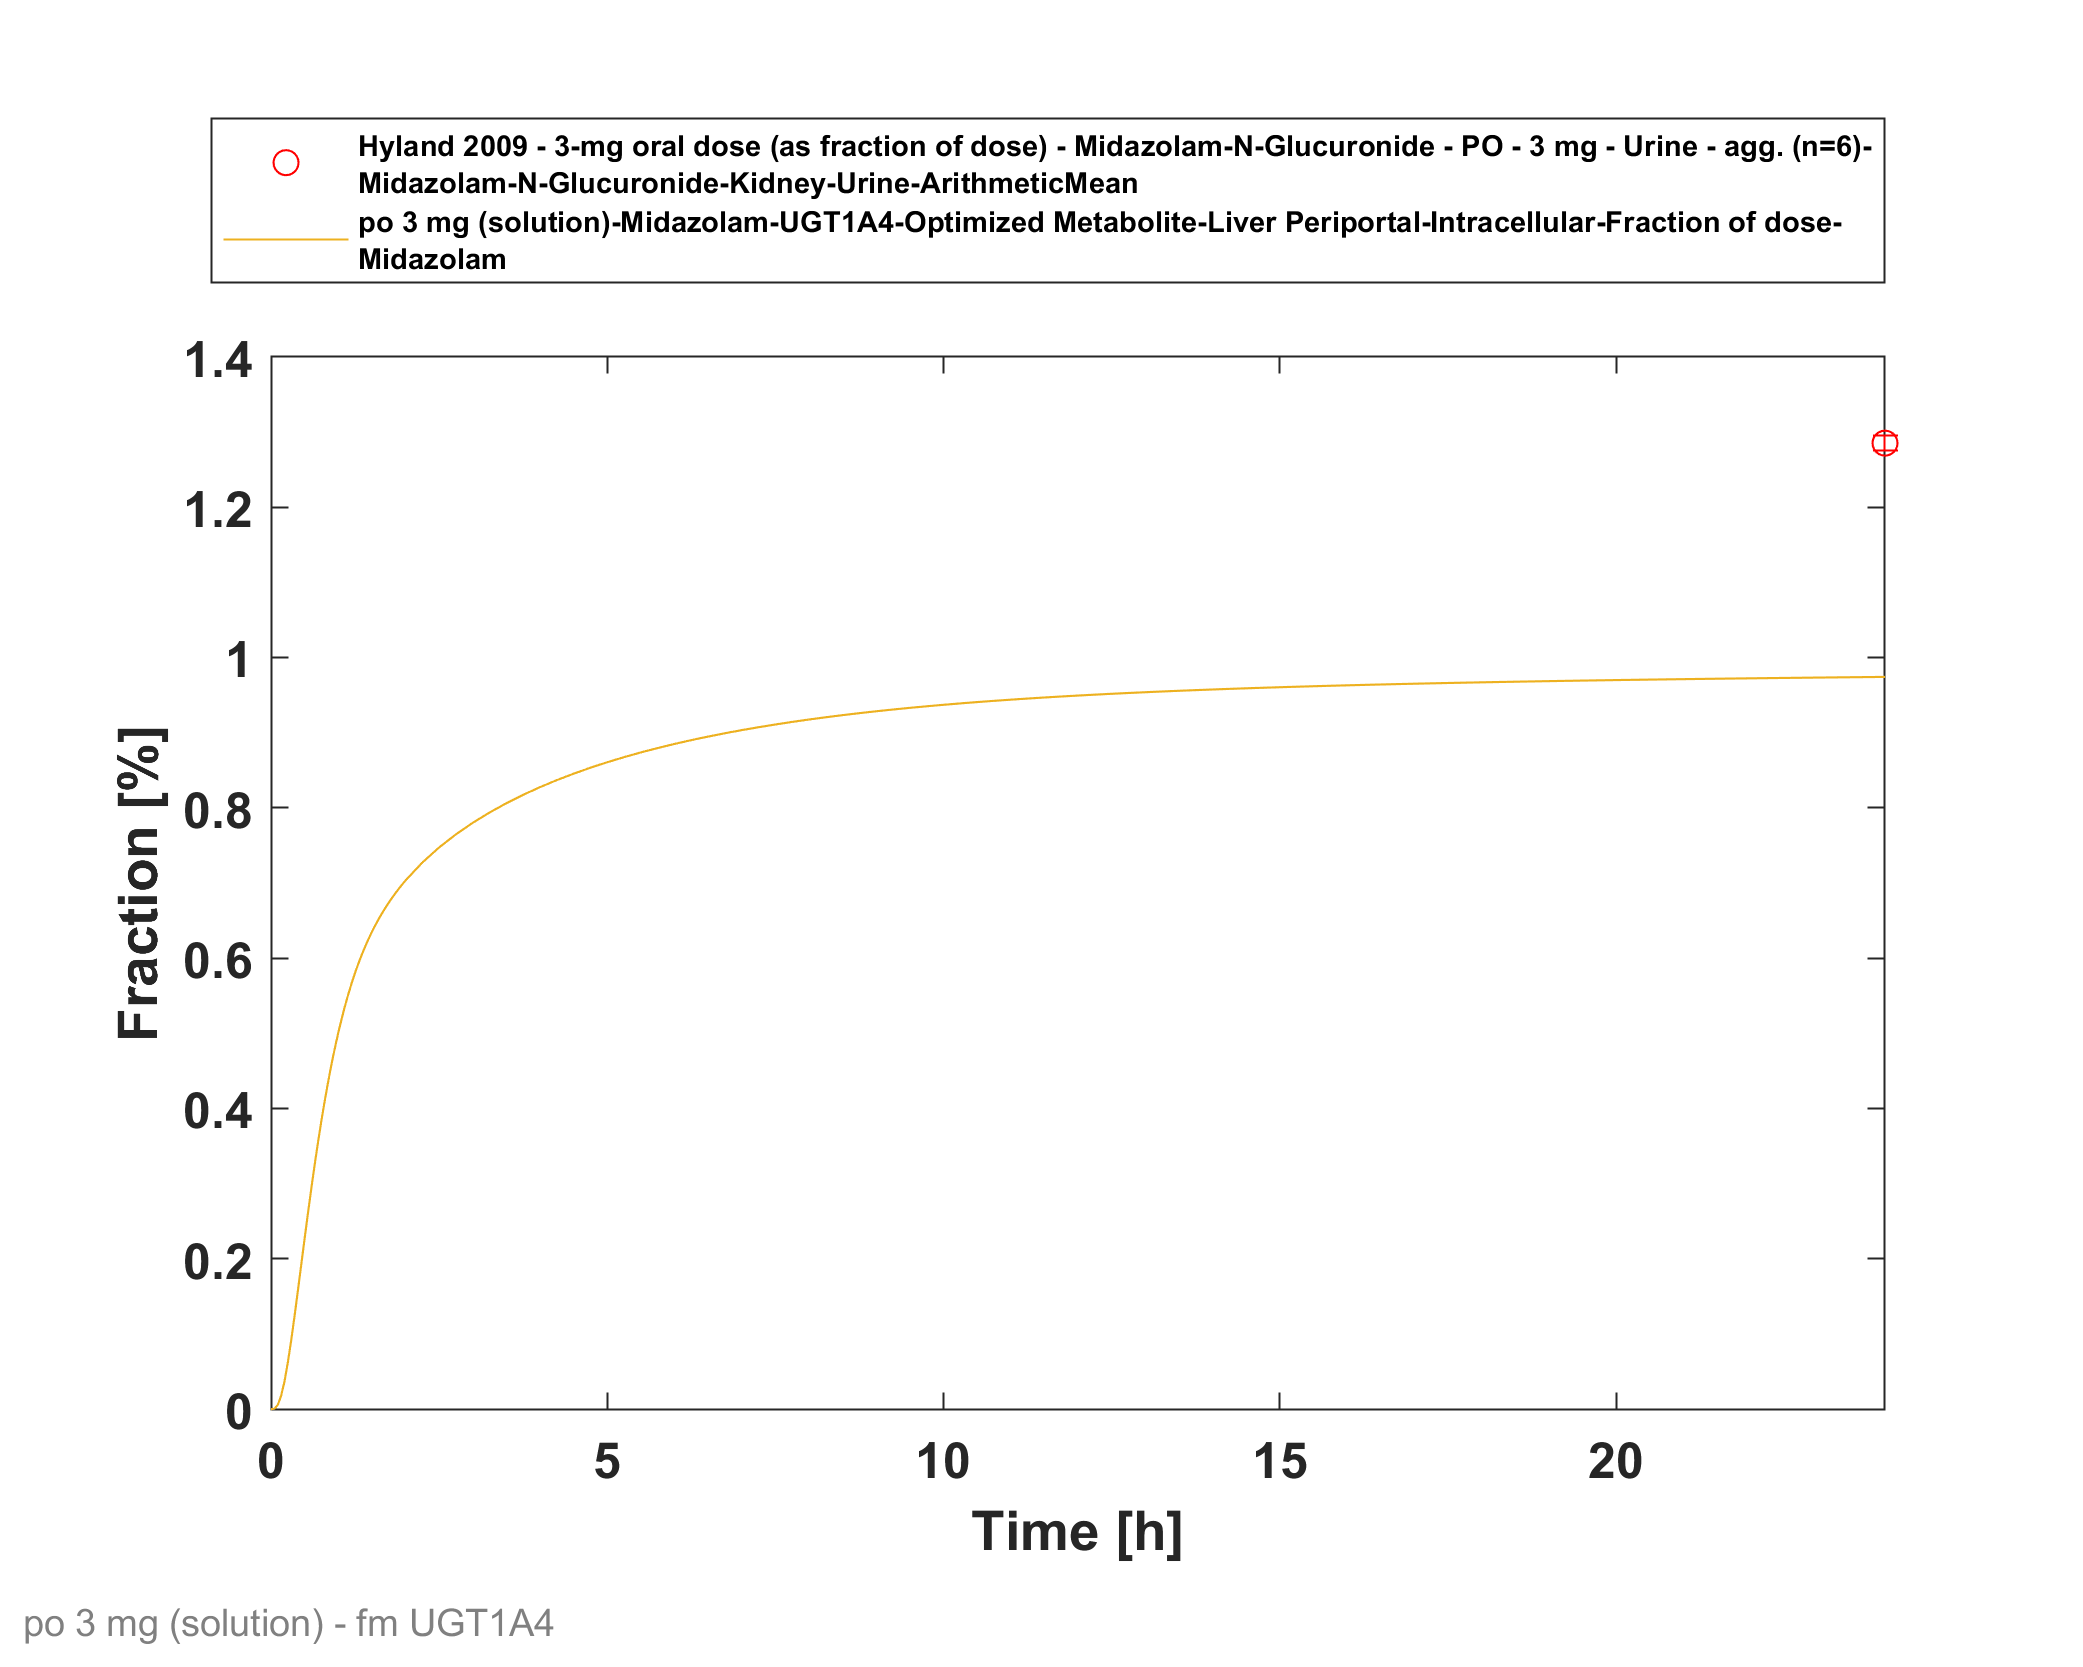 Hyland 2009 - 3-mg oral dose (as fraction of dose) - Midazolam-N-Glucuronide - PO - 3 mg - Urine - agg. (n=6)-
Midazolam-N-Glucuronide-Kidney-Urine-ArithmeticMean
po 3 mg (solution)-Midazolam-UGT1A4-Optimized Metabolite-Liver Periportal-Intracellular-Fraction of dose-
Midazolam
1.4
1.2
1
0.8
0.6
0.4
0.2
0
Fraction [%]
0 5 10 15 20
Time [h]
po 3 mg (solution) - fm UGT1A4